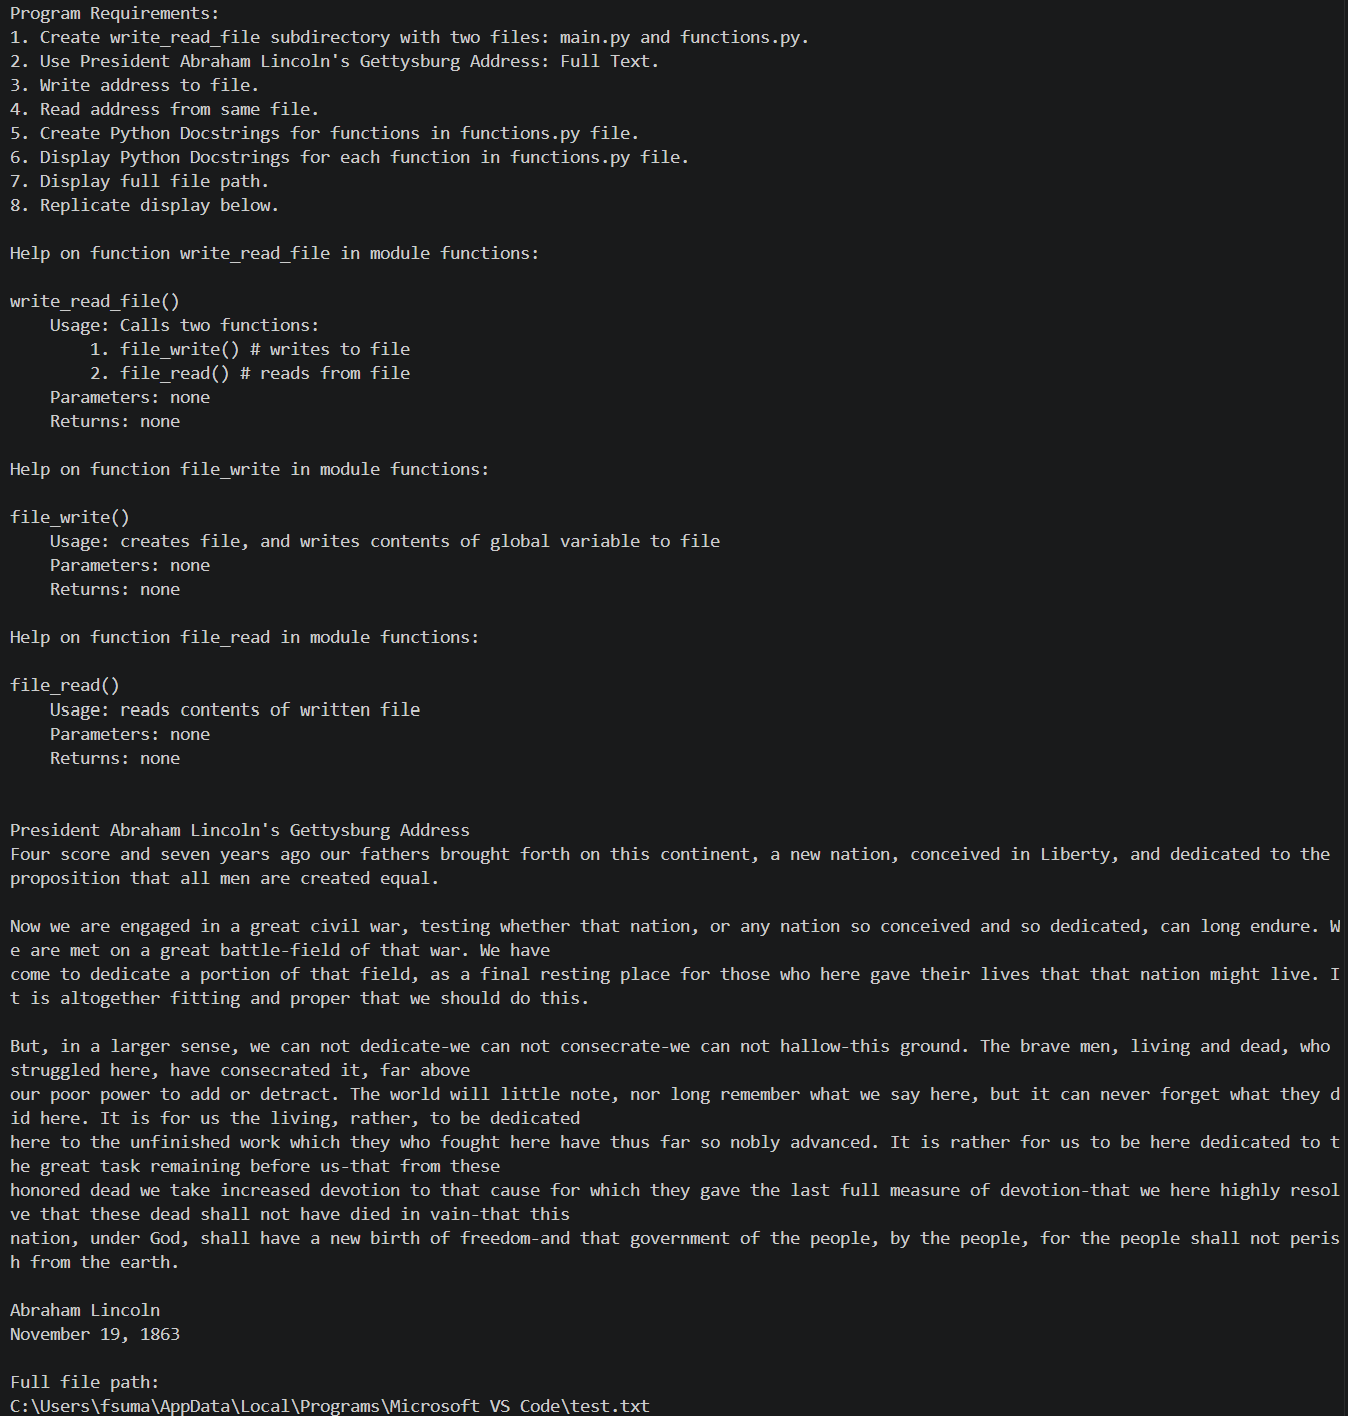 Program Requirements:
1. Create write_read_file subdirectory with two files: main.py and functions.py.
2. Use President Abraham Lincoln's Gettysburg Address: Full Text.
3. Write address to file.
4. Read address from same file.
5. Create Python Docstrings for functions in functions.py file.
6. Display Python Docstrings for each function in functions.py file.
7. Display full file path.
8. Replicate display below.

Help on function write_read_file in module functions:

write_read_file()
    Usage: Calls two functions:
        1. file_write() # writes to file
        2. file_read() # reads from file
    Parameters: none
    Returns: none

Help on function file_write in module functions:

file_write()
    Usage: creates file, and writes contents of global variable to file
    Parameters: none
    Returns: none

Help on function file_read in module functions:

file_read()
    Usage: reads contents of written file
    Parameters: none
    Returns: none


President Abraham Lincoln's Gettysburg Address
Four score and seven years ago our fathers brought forth on this continent, a new nation, conceived in Liberty, and dedicated to the
proposition that all men are created equal.

Now we are engaged in a great civil war, testing whether that nation, or any nation so conceived and so dedicated, can long endure. W
e are met on a great battle-field of that war. We have
come to dedicate a portion of that field, as a final resting place for those who here gave their lives that that nation might live. I
t is altogether fitting and proper that we should do this.

But, in a larger sense, we can not dedicate-we can not consecrate-we can not hallow-this ground. The brave men, living and dead, who
struggled here, have consecrated it, far above
our poor power to add or detract. The world will little note, nor long remember what we say here, but it can never forget what they d
id here. It is for us the living, rather, to be dedicated
here to the unfinished work which they who fought here have thus far so nobly advanced. It is rather for us to be here dedicated to t
he great task remaining before us-that from these
honored dead we take increased devotion to that cause for which they gave the last full measure of devotion-that we here highly resol
ve that these dead shall not have died in vain-that this
nation, under God, shall have a new birth of freedom-and that government of the people, by the people, for the people shall not peris
h from the earth.

Abraham Lincoln
November 19, 1863

Full file path:
C:\Users\fsuma\AppData\Local\Programs\Microsoft VS Code\test.txt